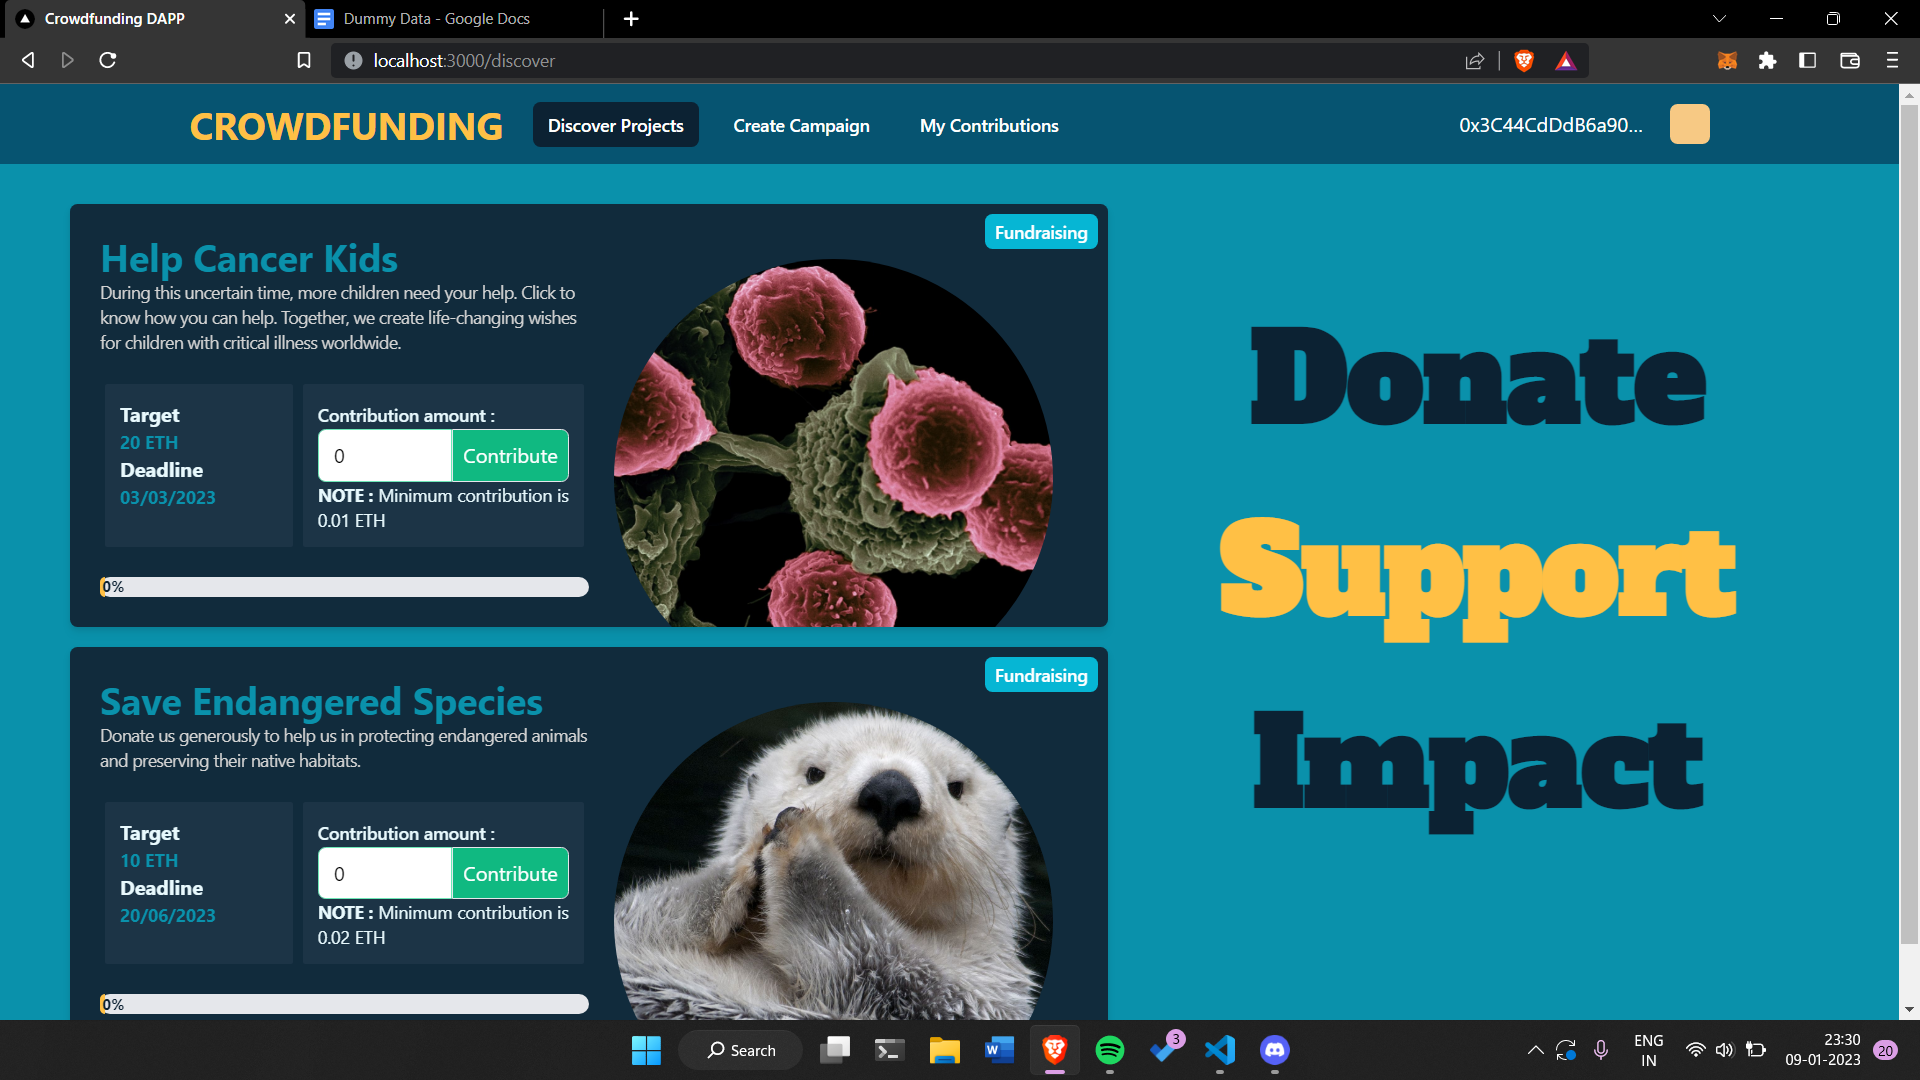 Crowdfunding DAPP
Dummy Data - Google Docs
localhost:3000/discover
CROWDFUNDING
Discover Projects
Create Campaign
My Contributions
0x3C44CdDdB6a90...
Fundraising
Help Cancer Kids
During this uncertain time, more children need your help. Click to
know how you can help. Together, we create life-changing wishes
for children with critical illness worldwide.
Target
20 ETH
Deadline
03/03/2023
Contribution amount :
0
Contribute
NOTE : Minimum contribution is
0.01 ETH
0%
Donate
Support
Impact
Fundraising
Save Endangered Species
Donate us generously to help us in protecting endangered animals
and preserving their native habitats.
Target
10 ETH
Deadline
20/06/2023
Contribution amount :
0
Contribute
NOTE : Minimum contribution is
0.02 ETH
0%
Search
W
3
ENG
IN
23:30
09-01-2023
20